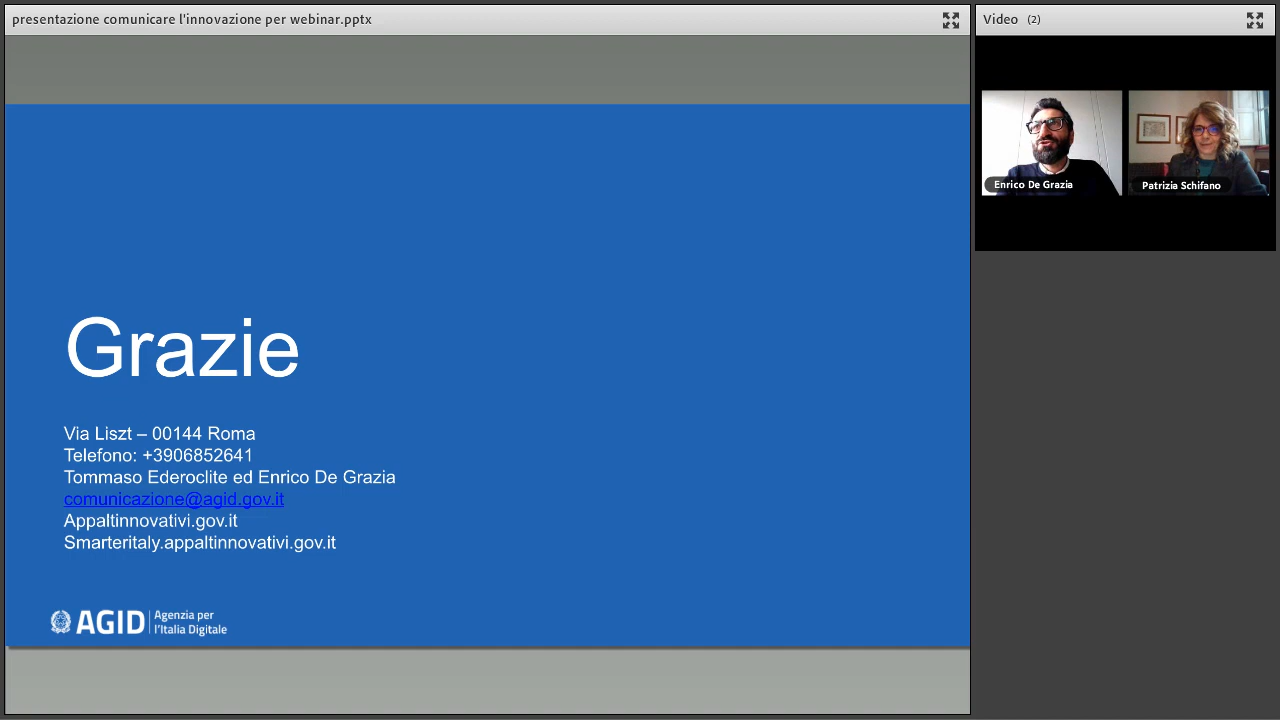 presentazione comunicare l'innovazione per webinar.pptx
Video (2)
Enrico De Grazia
Patrizia Schifano
Grazie
Via Liszt – 00144 Roma
Telefono: +3906852641
Tommaso Ederoclite ed Enrico De Grazia
comunicazione@agid.gov.it
Appaltinnovativi.gov.it
Smarteritaly.appaltinnovativi.gov.it
AGID
Agenzia per
l'Italia Digitale